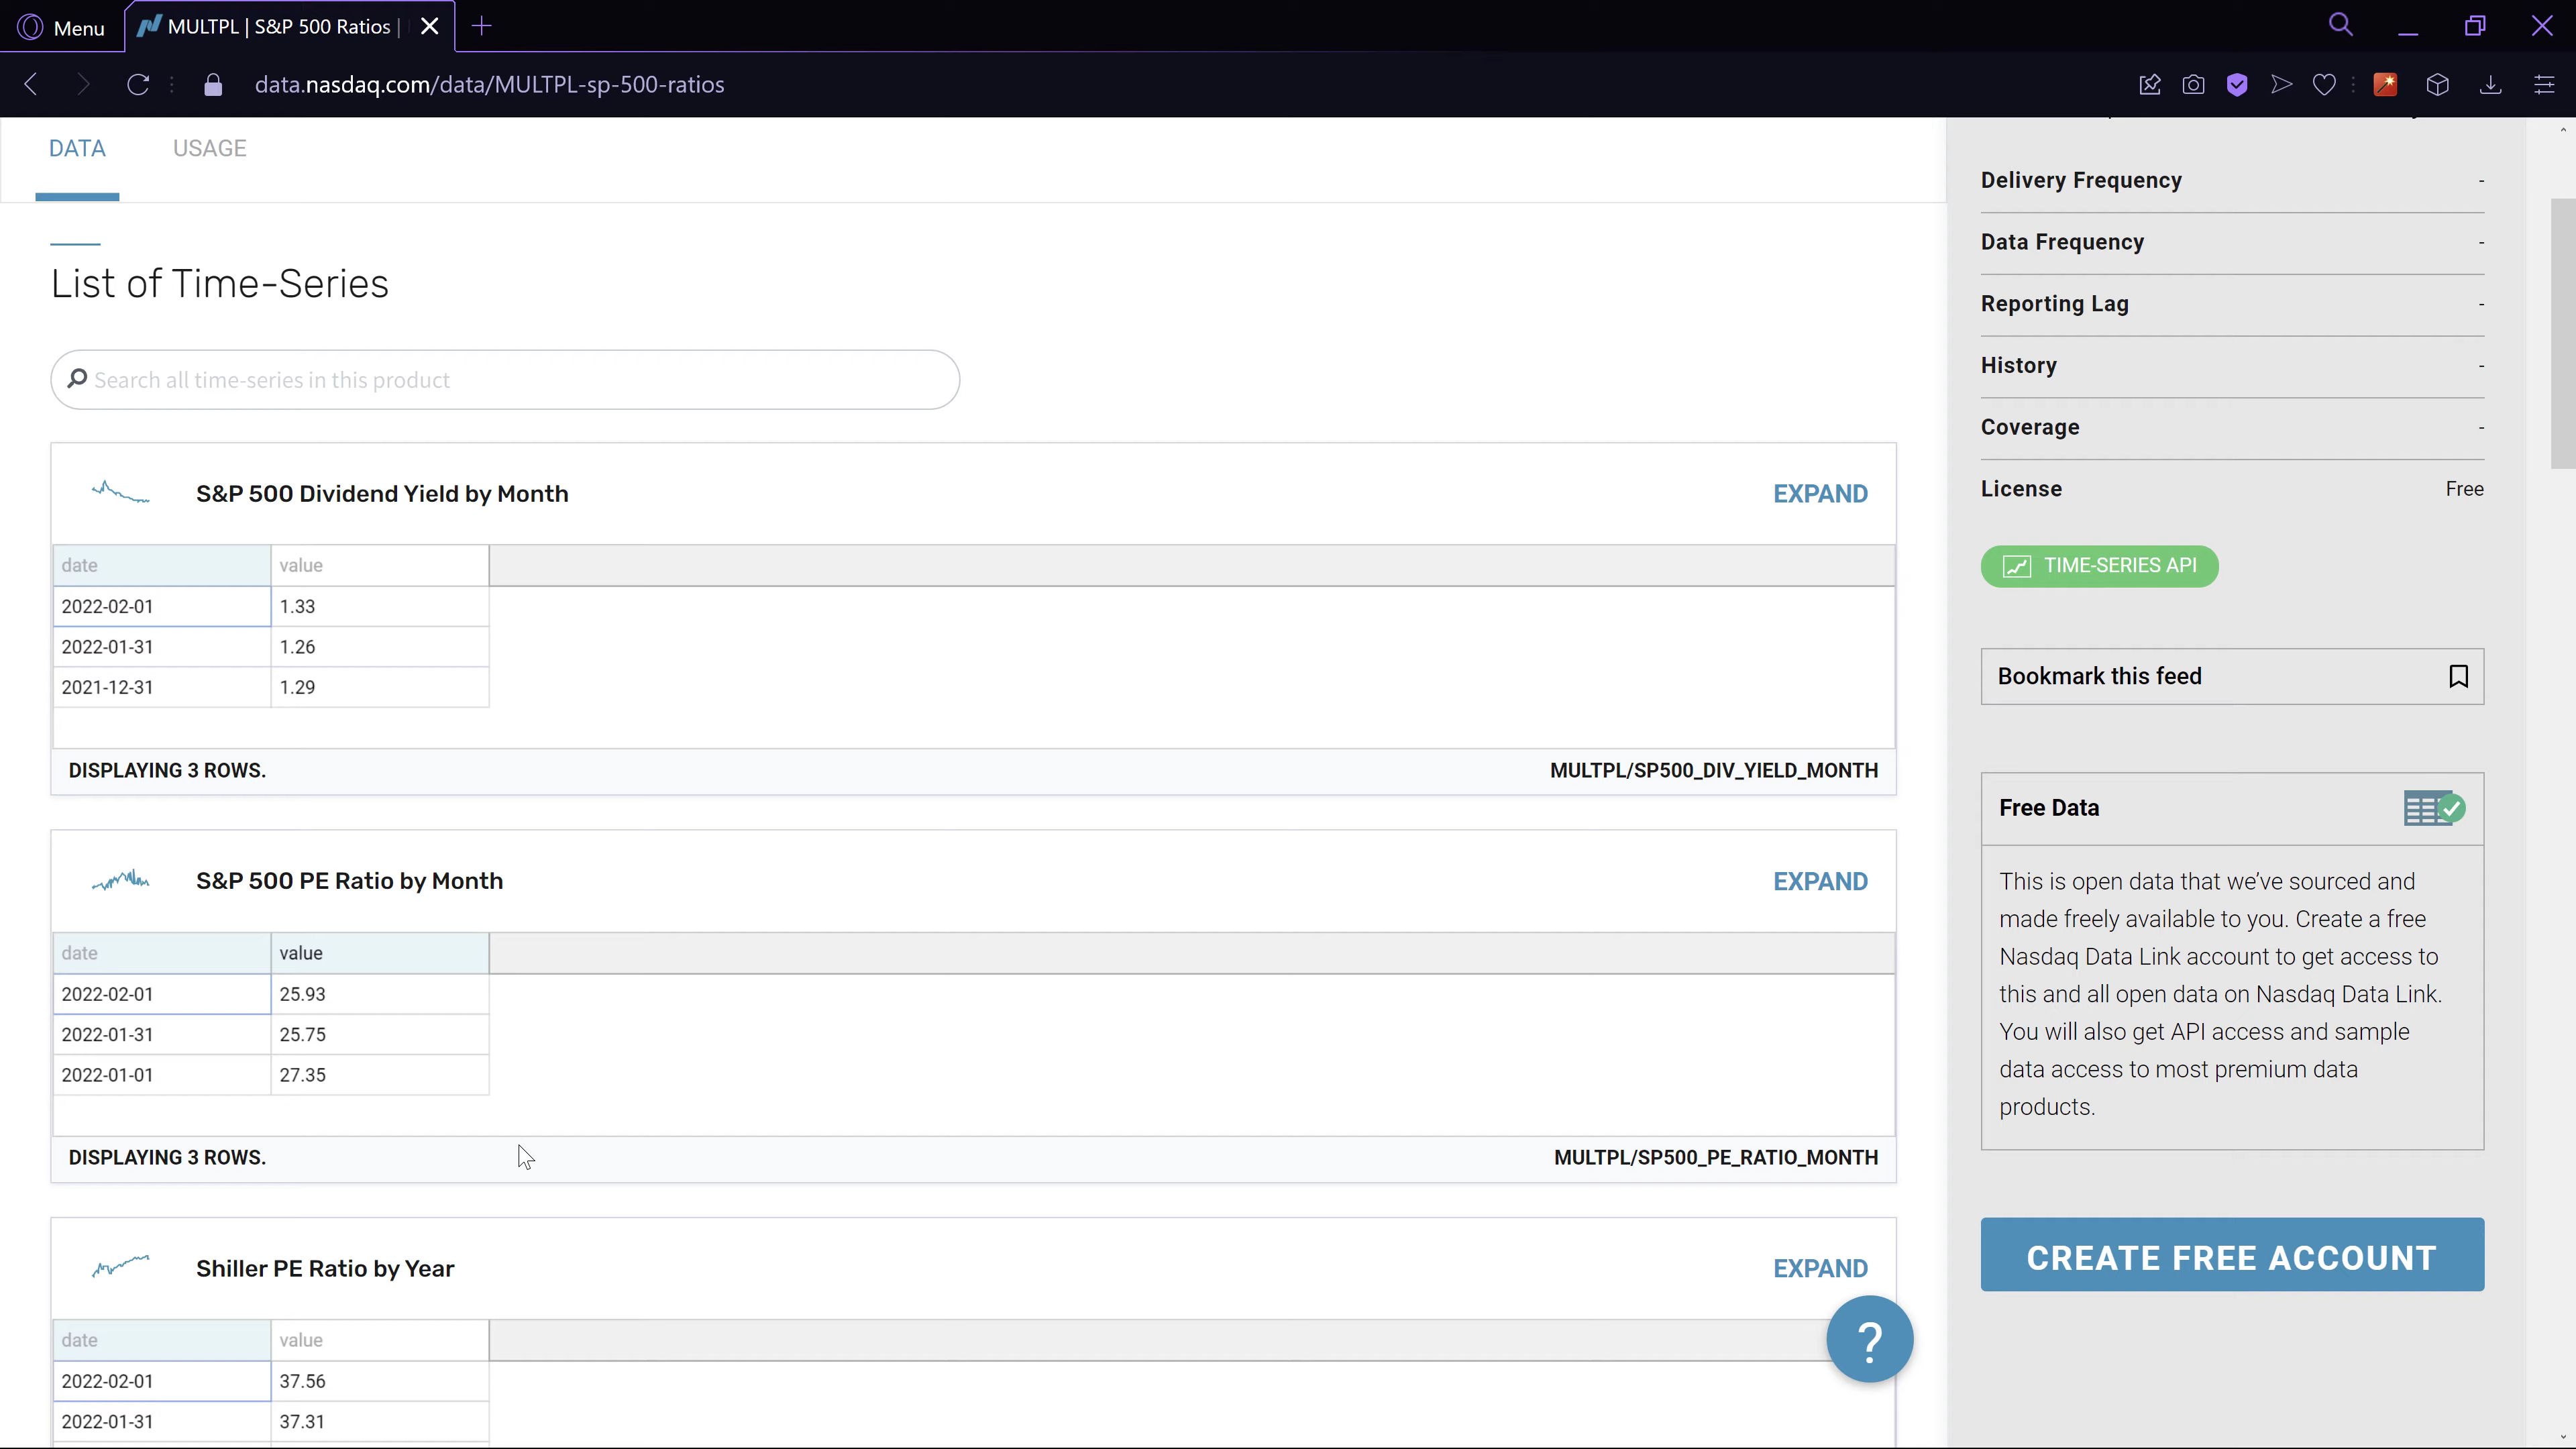 Menu
MULTPL | S&P 500 Ratios |
data.nasdaq.com/data/MULTPL-sp-500-ratios
DATA
USAGE
List of Time-Series
Search all time-series in this product
S&P 500 Dividend Yield by Month
EXPAND
date value
2022-02-01 1.33
2022-01-31 1.26
2021-12-31 1.29
DISPLAYING 3 ROWS.
MULTPL/SP500_DIV_YIELD_MONTH
S&P 500 PE Ratio by Month
EXPAND
date value
2022-02-01 25.93
2022-01-31 25.75
2022-01-01 27.35
DISPLAYING 3 ROWS.
MULTPL/SP500_PE_RATIO_MONTH
Shiller PE Ratio by Year
EXPAND
date value
2022-02-01 37.56
2022-01-31 37.31
?
Delivery Frequency -
Data Frequency -
Reporting Lag -
History -
Coverage -
License Free
TIME-SERIES API
Bookmark this feed
Free Data
This is open data that we've sourced and
made freely available to you. Create a free
Nasdaq Data Link account to get access to
this and all open data on Nasdaq Data Link.
You will also get API access and sample
data access to most premium data
products.
CREATE FREE ACCOUNT